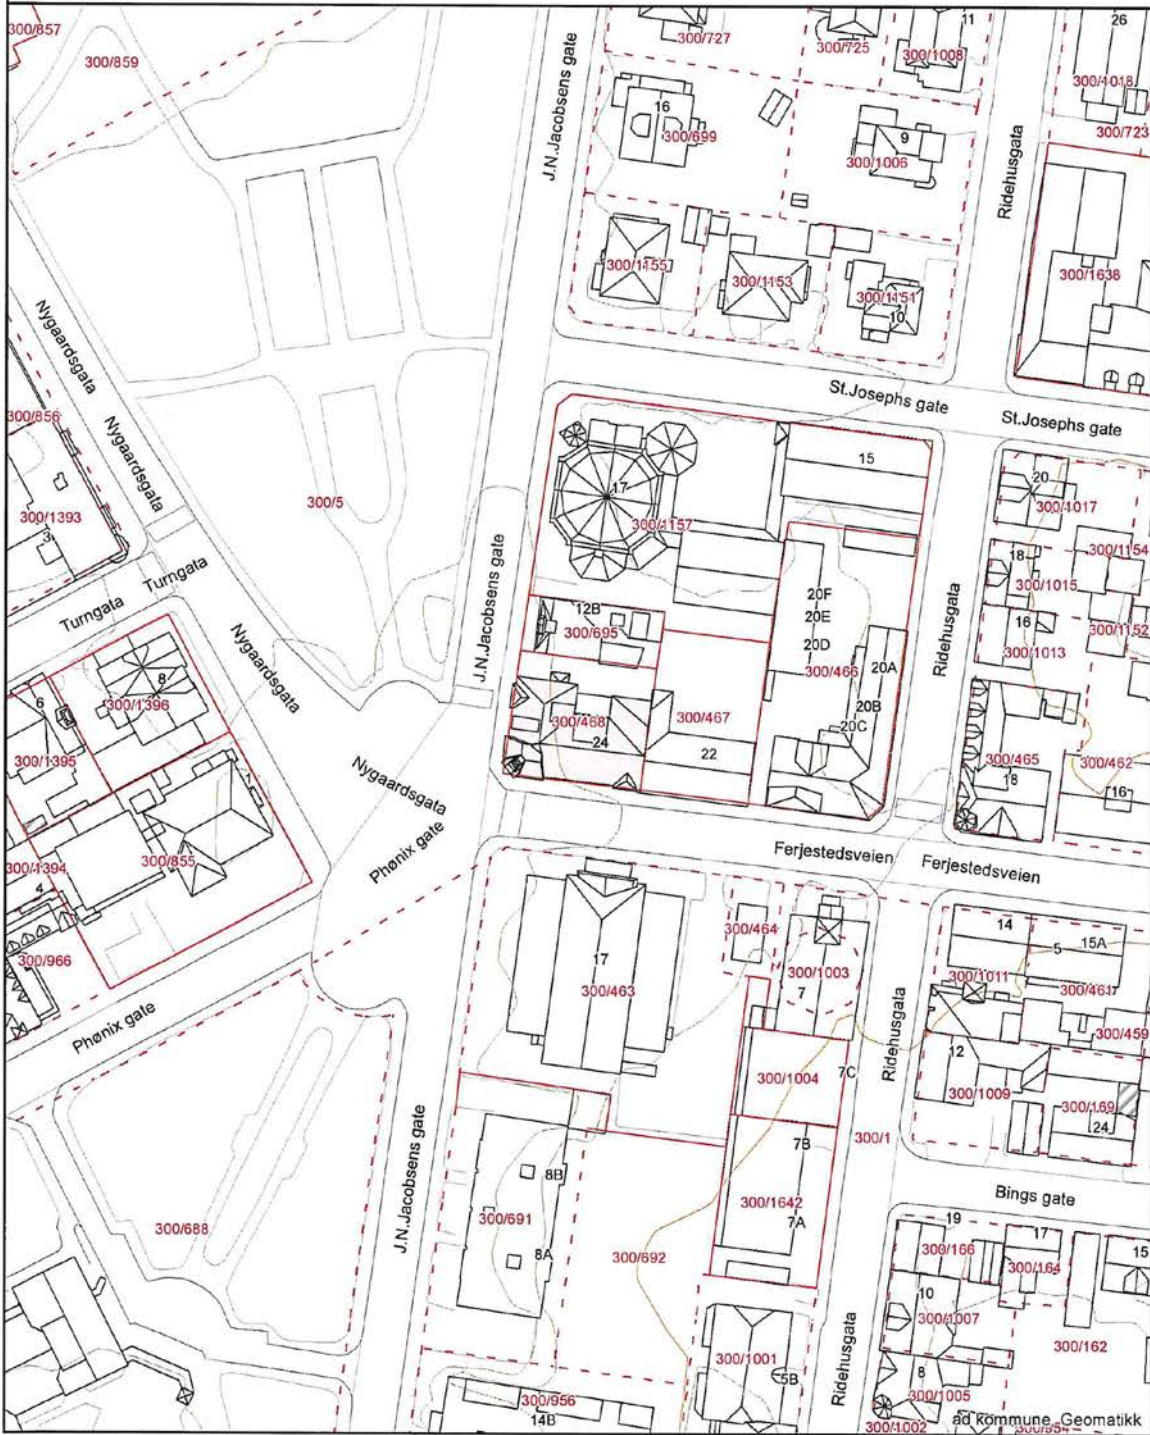 300/857
300/859
J.N.Jacobsens gate
300/727
300/725
11
300/1008
26
300/1018
300/723
16
300/699
9
300/1006
Ridehusgata
300/1155
300/1153
300/1151
10
300/1638
Nygaardsgata
Nygaardsgata
St.Josephs gate
St.Josephs gate
300/856
300/1393
3
300/5
17
300/1157
15
20
300/1017
300/1154
18
300/1015
16
300/1013
300/1152
Turngata
Turngata
J.N.Jacobsens gate
12B
300/695
20F
20E
20D
300/466
20A
20B
20C
Ridehusgata
Nygaardsgata
8
300/1396
6
300/1395
300/468
24
300/467
22
300/465
18
300/462
16
1
Nygaardsgata
Phønix gate
Ferjestedsveien
Ferjestedsveien
300/855
300/1394
4
300/966
Phønix gate
17
300/463
300/464
300/1003
7
14
5
15A
300/1011
300/461
300/459
Ridehusgata
12
300/1009
300/169
24
300/1004
7C
7B
300/1
300/1642
7A
J.N.Jacobsens gate
8B
300/691
8A
300/692
300/688
Bings gate
19
300/166
17
300/164
15
10
300/1007
300/162
Ridehusgata
300/1001
5B
8
300/1005
300/956
14B
300/1002
300/954
ad kommune, Geomatikk